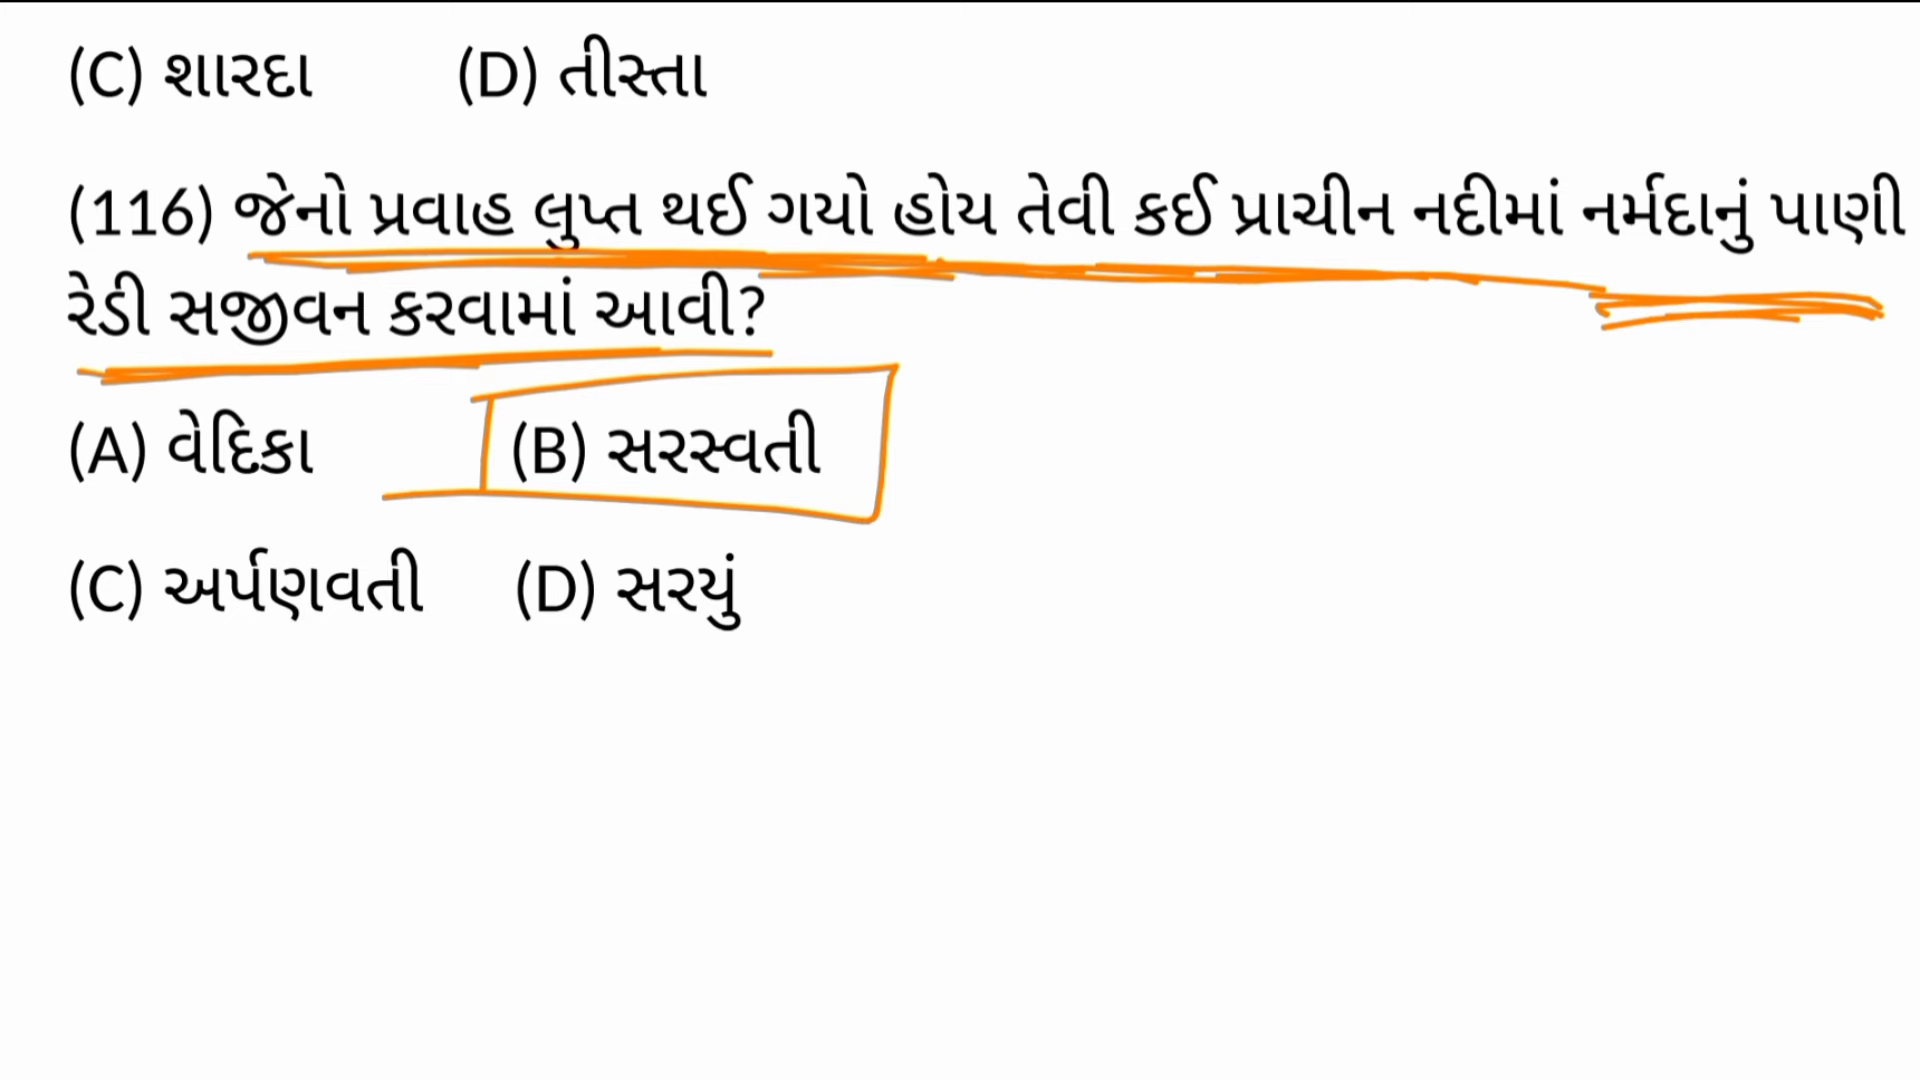 (C) શારદા (D) તીસ્તા
(116) જેનો પ્રવાહ લુપ્ત થઈ ગયો હોય તેવી કઈ પ્રાચીન નદીમાં નર્મદાનું પાણી
રેડી સજીવન કરવામાં આવી?
(A) વેદિકા (B) સરસ્વતી
(C) અર્પણવતી (D) સરયું